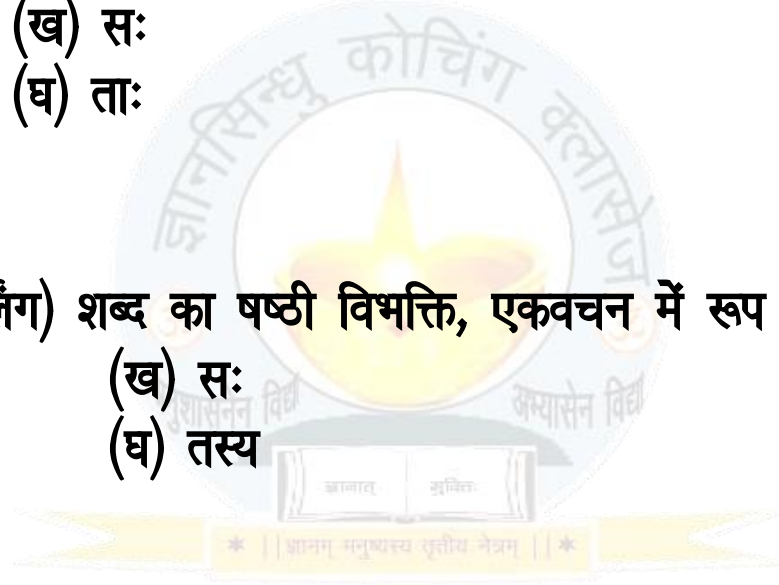 (ख) सः
(घ) ताः
ज्ञानसिन्धु कोचिंग क्लासेज
शब्द का षष्ठी विभक्ति, एकवचन में रूप
(ख) सः
विद्या अभ्यासेन विद्या
(घ) तस्य
ज्ञानात् मुक्तिः
* ||ज्ञानम् मनुष्यस्य तृतीय नेत्रम् ||*